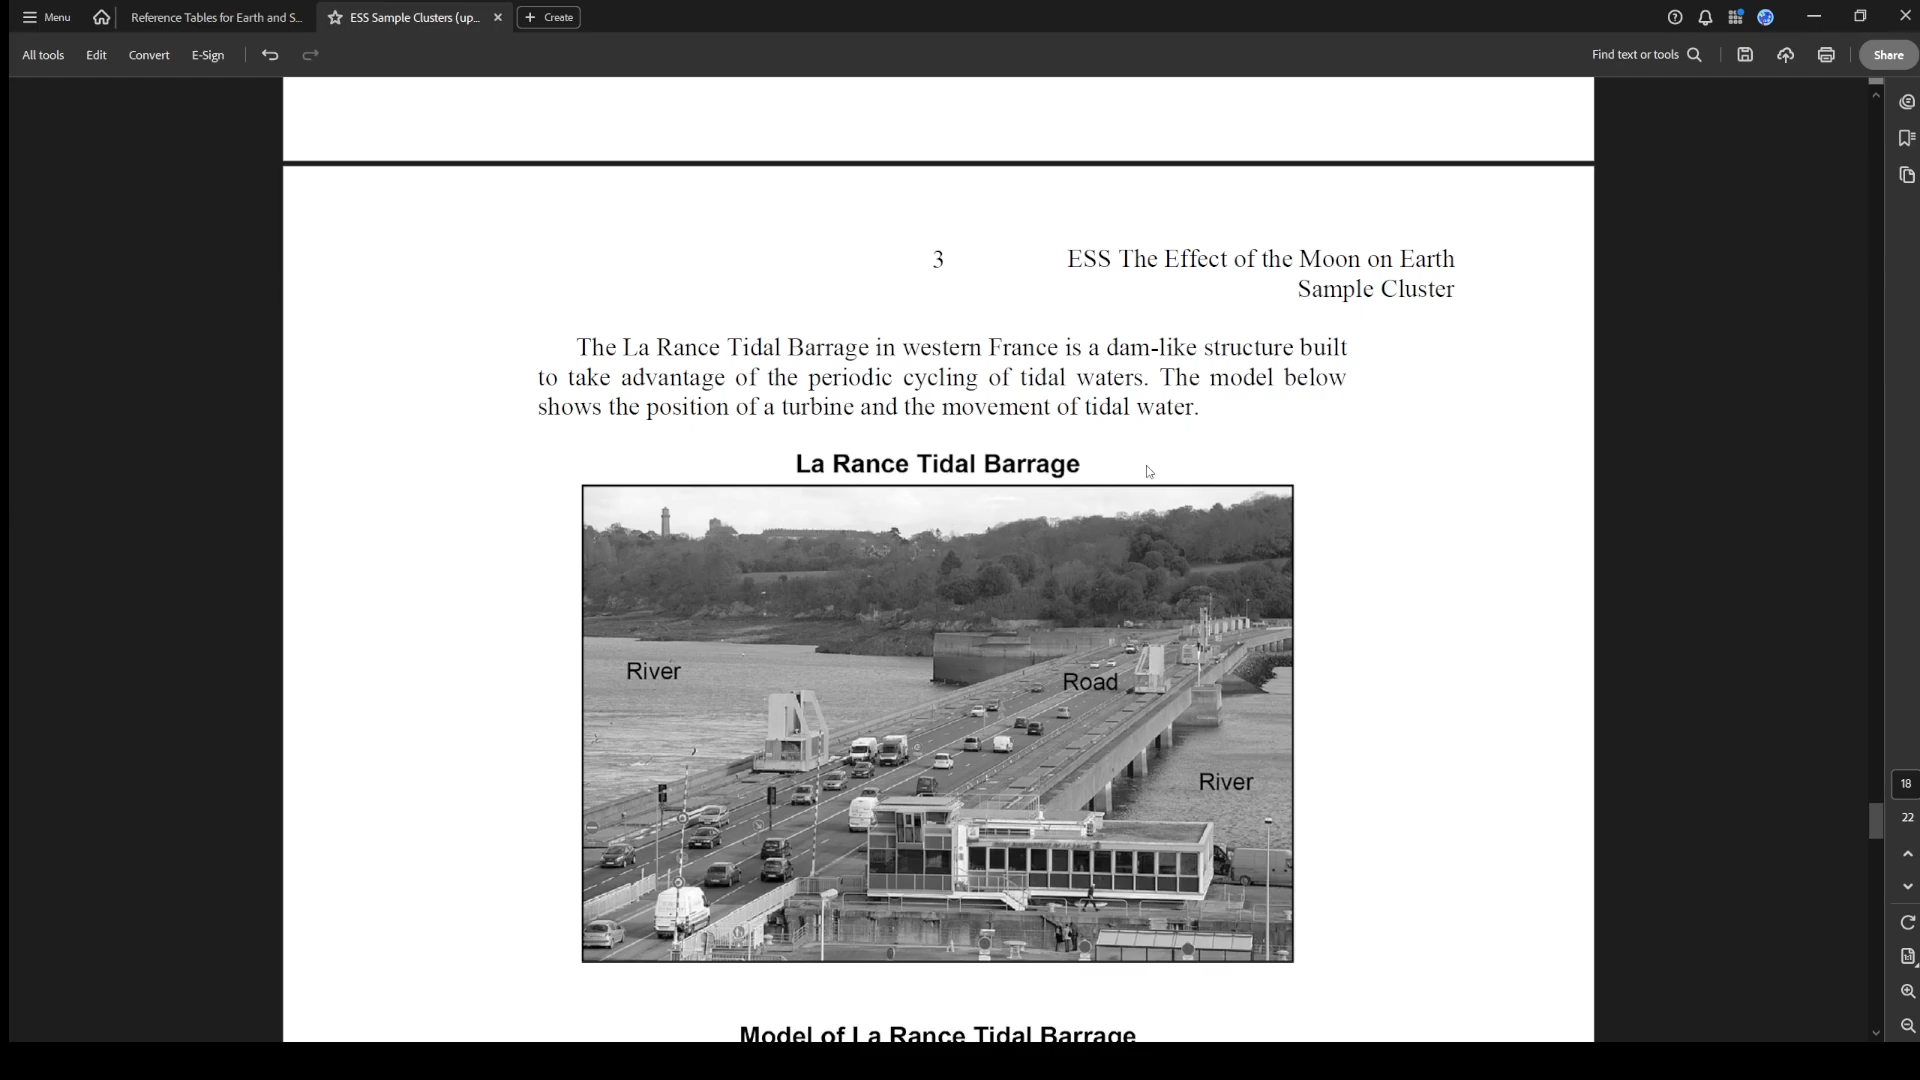 Menu
Reference Tables for Earth and S...
ESS Sample Clusters (up...
Create
All tools
Edit
Convert
E-Sign
Find text or tools
Share
3
ESS The Effect of the Moon on Earth
Sample Cluster
The La Rance Tidal Barrage in western France is a dam-like structure built
to take advantage of the periodic cycling of tidal waters. The model below
shows the position of a turbine and the movement of tidal water.
La Rance Tidal Barrage
River
Road
River
18
22
Model of La Rance Tidal Barrage